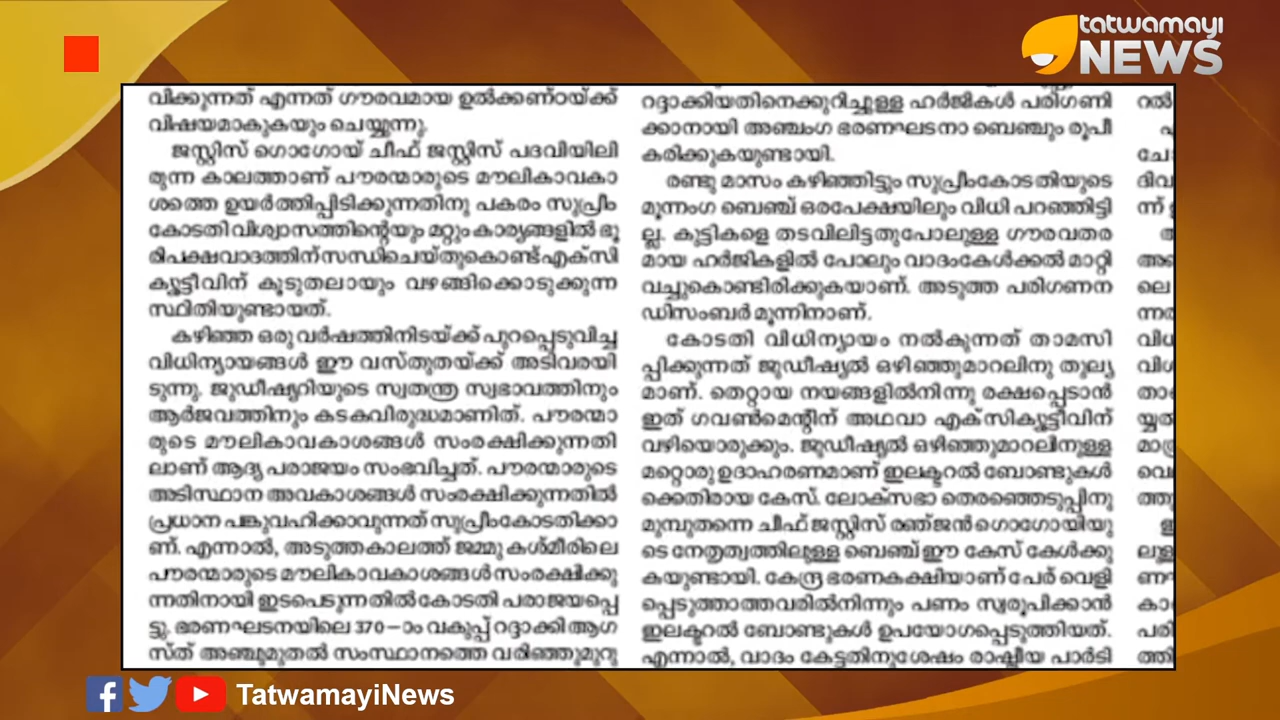 tatwamayi
NEWS
വിക്കുന്നത് എന്നത് ഗൗരവമായ ഉൽക്കണ്ഠയ്ക്ക്
വിഷയമാകുകയും ചെയ്യുന്നു.
ജസ്റ്റിസ് ഗൊഗോയ് ചീഫ് ജസ്റ്റിസ് പദവിയിലി
രുന്ന കാലത്താണ് പൗരന്മാരുടെ മൗലികാവകാ
ശത്തെ ഉയർത്തിപ്പിടിക്കുന്നതിനു പകരം സുപ്രീം
കോടതി വിശ്വാസത്തിന്റെയും മറ്റും കാര്യങ്ങളിൽ ഭൂ
രിപക്ഷവാദത്തിന് സന്ധിചെയ്തുകൊണ്ട് എക്സി
ക്യൂട്ടീവിന് കൂടുതലായും വഴങ്ങിക്കൊടുക്കുന്ന
സ്ഥിതിയുണ്ടായത്.
കഴിഞ്ഞ ഒരു വർഷത്തിനിടയ്ക്ക് പുറപ്പെടുവിച്ച
വിധിന്യായങ്ങൾ ഈ വസ്തുതയ്ക്ക് അടിവരയി
ടുന്നു. ജുഡീഷ്യറിയുടെ സ്വതന്ത്ര സ്വഭാവത്തിനും
ആർജവത്തിനും കടകവിരുദ്ധമാണിത്. പൗരന്മാ
രുടെ മൗലികാവകാശങ്ങൾ സംരക്ഷിക്കുന്നതി
ലാണ് ആദ്യ പരാജയം സംഭവിച്ചത്. പൗരന്മാരുടെ
അടിസ്ഥാന അവകാശങ്ങൾ സംരക്ഷിക്കുന്നതിൽ
പ്രധാന പങ്കുവഹിക്കാവുന്നത് സുപ്രീംകോടതിക്കാ
ണ്. എന്നാൽ, അടുത്തകാലത്ത് ജമ്മു കശ്മീരിലെ
പൗരന്മാരുടെ മൗലികാവകാശങ്ങൾ സംരക്ഷിക്കു
ന്നതിനായി ഇടപെടുന്നതിൽ കോടതി പരാജയപ്പെ
ട്ടു. ഭരണഘടനയിലെ 370–ാം വകുപ്പ് റദ്ദാക്കി ആഗ
സ്ത് അഞ്ചുമുതൽ സംസ്ഥാനത്തെ വരിഞ്ഞുമുറു
റദ്ദാക്കിയതിനെക്കുറിച്ചുള്ള ഹർജികൾ പരിഗണി
ക്കാനായി അഞ്ചംഗ ഭരണഘടനാ ബെഞ്ചും രൂപീ
കരിക്കുകയുണ്ടായി.
രണ്ടു മാസം കഴിഞ്ഞിട്ടും സുപ്രീംകോടതിയുടെ
മൂന്നംഗ ബെഞ്ച് ഒരപേക്ഷയിലും വിധി പറഞ്ഞിട്ടി
ല്ല. കുട്ടികളെ തടവിലിട്ടതുപോലുള്ള ഗൗരവതര
മായ ഹർജികളിൽ പോലും വാദംകേൾക്കൽ മാറ്റി
വച്ചുകൊണ്ടിരിക്കുകയാണ്. അടുത്ത പരിഗണന
ഡിസംബർ മൂന്നിനാണ്.
കോടതി വിധിന്യായം നൽകുന്നത് താമസി
പ്പിക്കുന്നത് ജുഡീഷ്യൽ ഒഴിഞ്ഞുമാറലിനു തുല്യ
മാണ്. തെറ്റായ നയങ്ങളിൽനിന്നു രക്ഷപ്പെടാൻ
ഇത് ഗവൺമെന്റിന് അഥവാ എക്സിക്യൂട്ടീവിന്
വഴിയൊരുക്കും. ജുഡീഷ്യൽ ഒഴിഞ്ഞുമാറലിനുള്ള
മറ്റൊരു ഉദാഹരണമാണ് ഇലക്ടറൽ ബോണ്ടുകൾ
ക്കെതിരായ കേസ്. ലോക്സഭാ തെരഞ്ഞെടുപ്പിനു
മുമ്പുതന്നെ ചീഫ് ജസ്റ്റിസ് രഞ്ജൻ ഗൊഗോയിയു
ടെ നേതൃത്വത്തിലുള്ള ബെഞ്ച് ഈ കേസ് കേൾക്കു
കയുണ്ടായി. കേന്ദ്ര ഭരണകക്ഷിയാണ് പേര് വെളി
പ്പെടുത്താത്തവരിൽനിന്നും പണം സ്വരൂപിക്കാൻ
ഇലക്ടറൽ ബോണ്ടുകൾ ഉപയോഗപ്പെടുത്തിയത്.
എന്നാൽ, വാദം കേട്ടതിനുശേഷം രാഷ്ട്രീയ പാർടി
TatwamayiNews